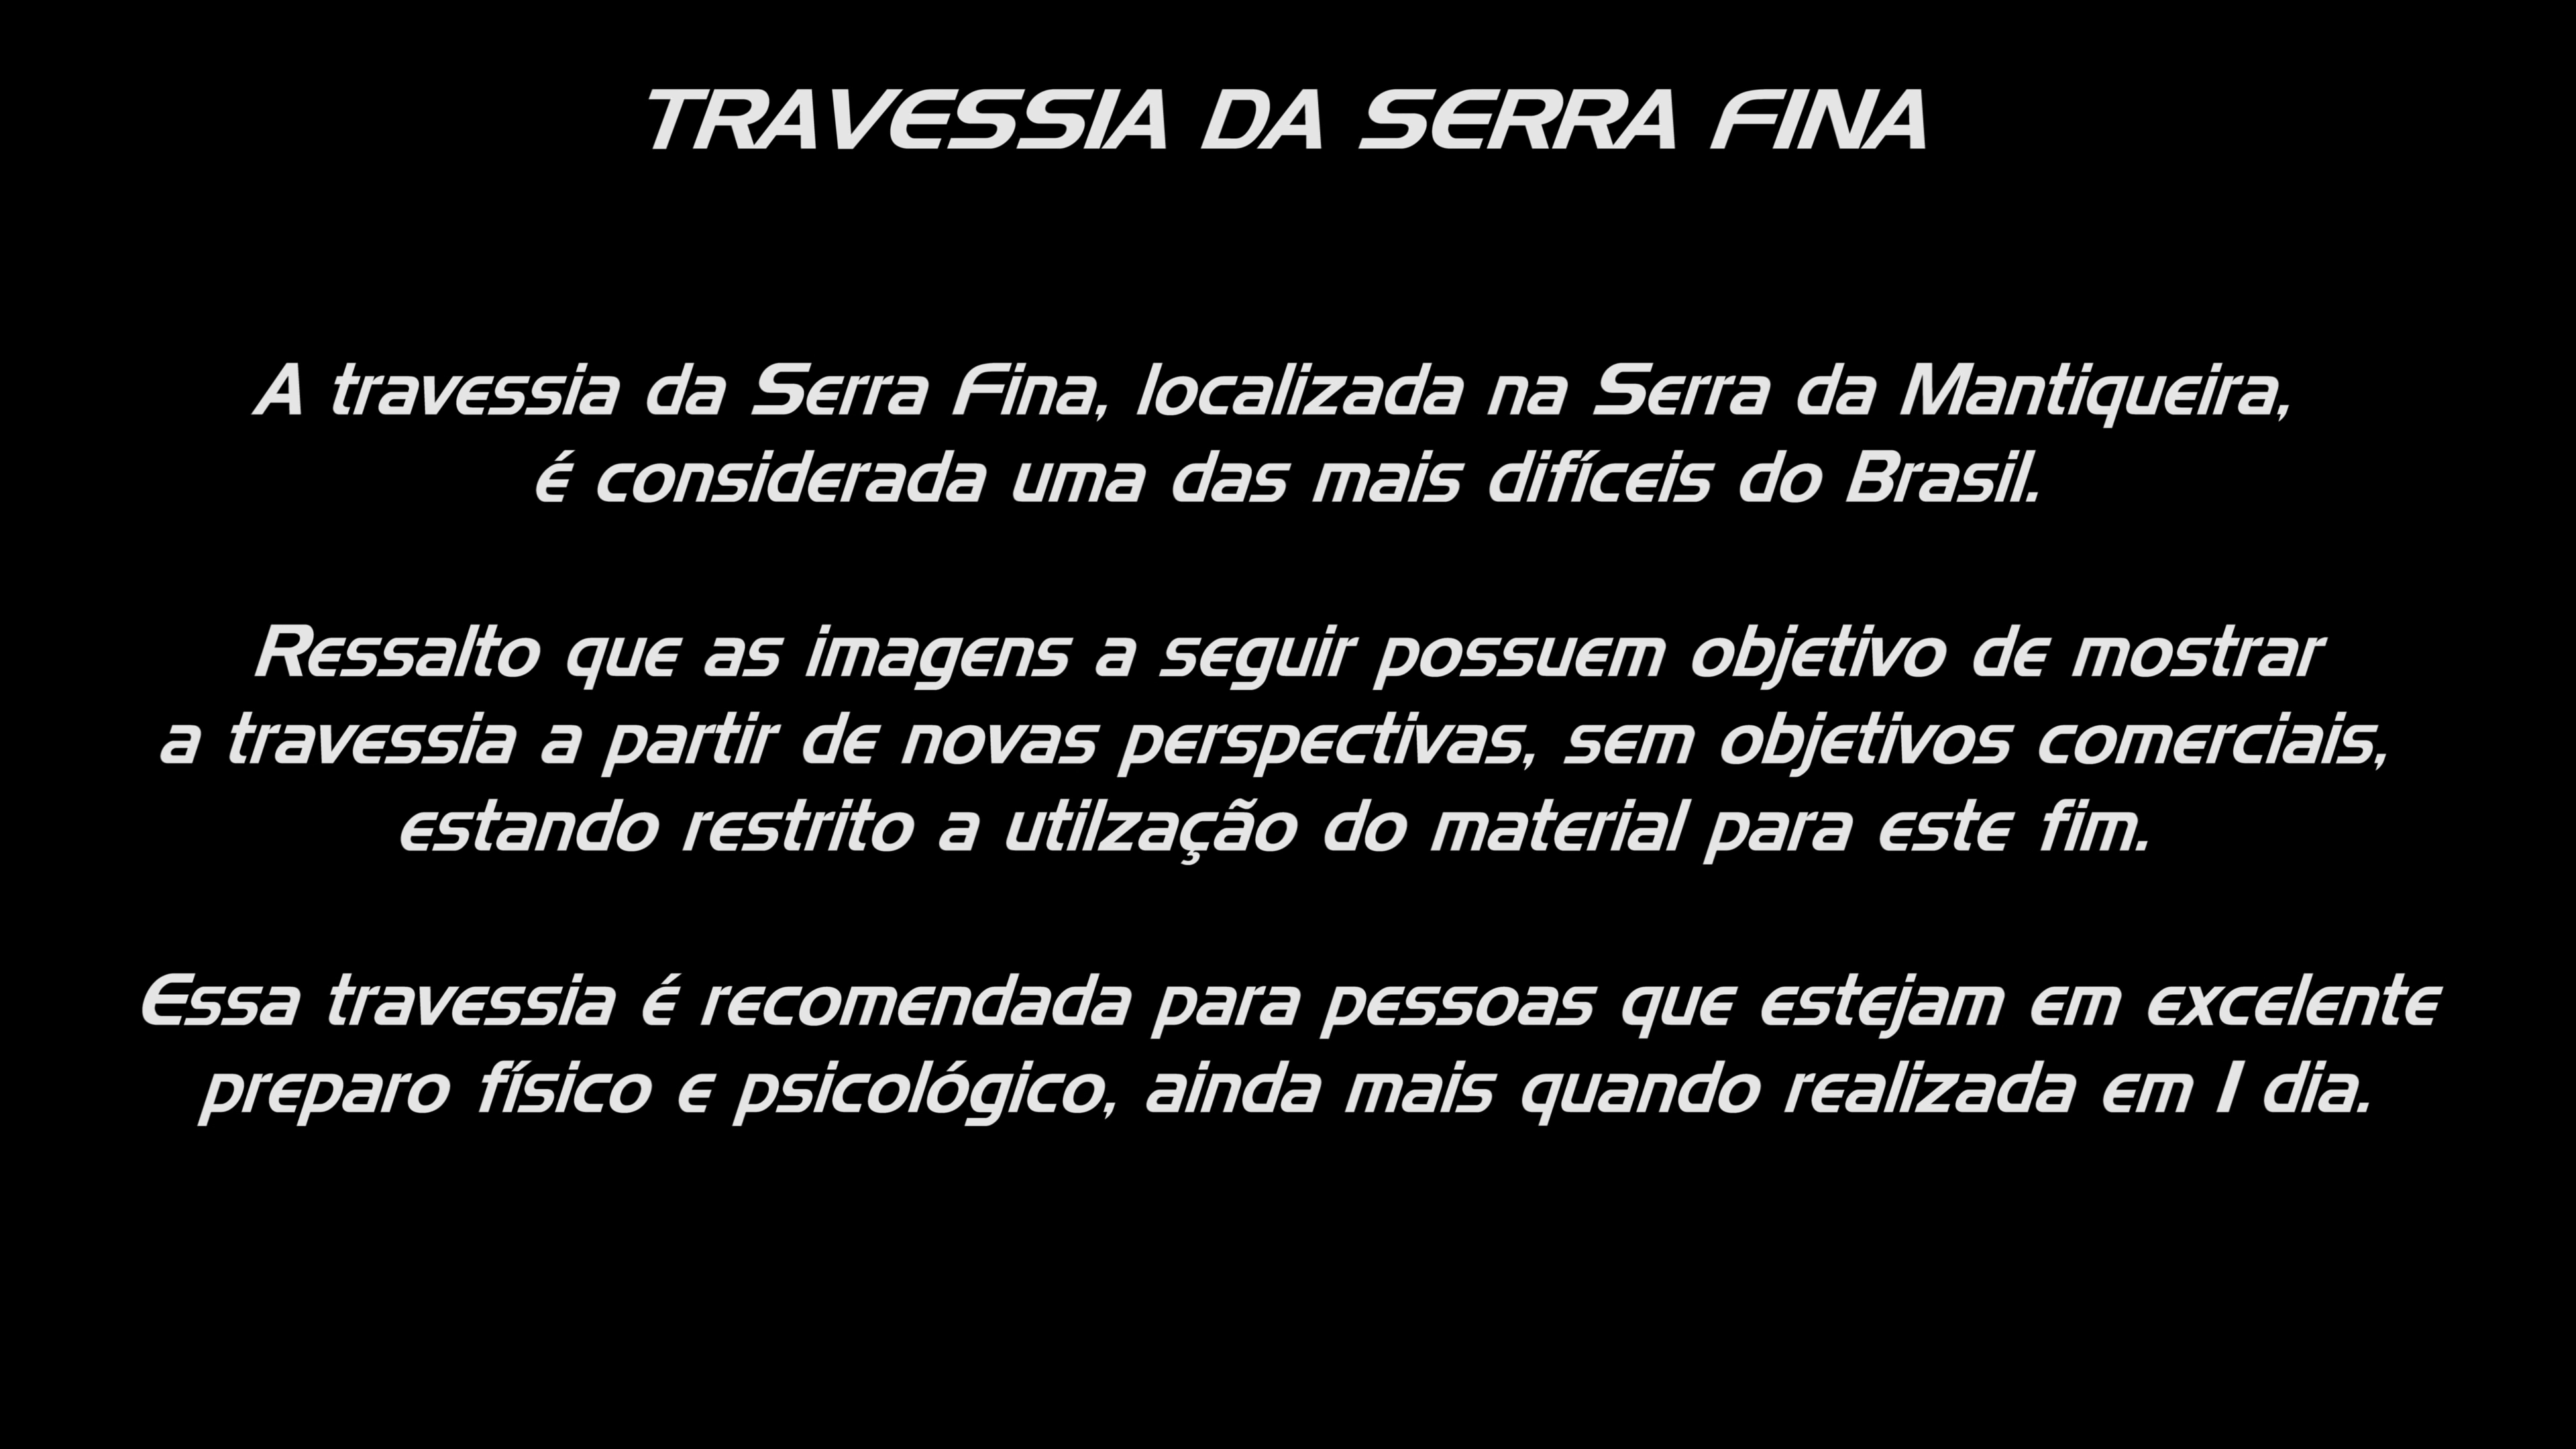 TRAVESSIA DA SERRA FINA
A travessia da Serra Fina, localizada na Serra da Mantiqueira,
é considerada uma das mais difíceis do Brasil.
Ressalto que as imagens a seguir possuem objetivo de mostrar
a travessia a partir de novas perspectivas, sem objetivos comerciais,
estando restrito a utilzação do material para este fim.
Essa travessia é recomendada para pessoas que estejam em excelente
preparo físico e psicológico, ainda mais quando realizada em 1 dia.